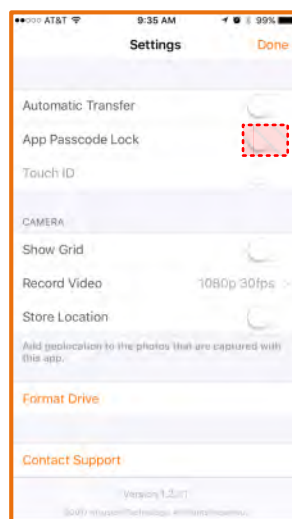 AT&T 9:35 AM 99%
Settings Done
Automatic Transfer
App Passcode Lock
Touch ID
CAMERA
Show Grid
Record Video 1080p 30fps >
Store Location
Add geolocation to the photos that are captured with
this app.
Format Drive
Contact Support
Version